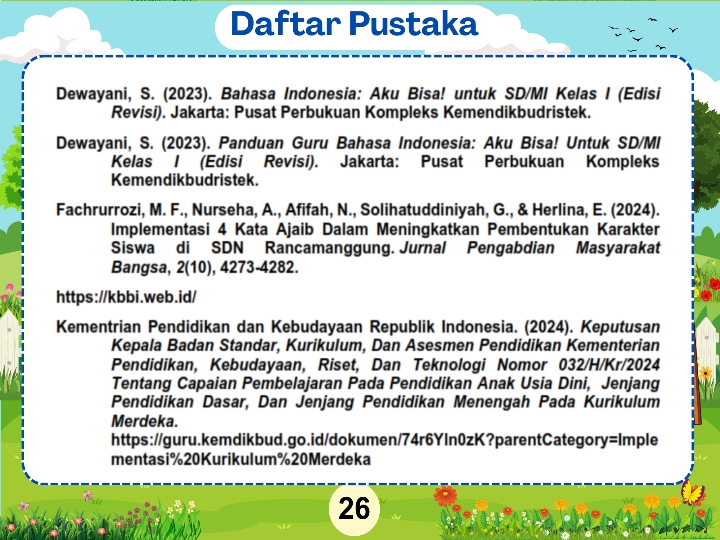 Daftar Pustaka
Dewayani, S. (2023). Bahasa Indonesia: Aku Bisa! untuk SD/MI Kelas I (Edisi
Revisi). Jakarta: Pusat Perbukuan Kompleks Kemendikbudristek.
Dewayani, S. (2023). Panduan Guru Bahasa Indonesia: Aku Bisa! Untuk SD/MI
Kelas I (Edisi Revisi). Jakarta: Pusat Perbukuan Kompleks
Kemendikbudristek.
Fachrurrozi, M. F., Nurseha, A., Afifah, N., Solihatuddiniyah, G., & Herlina, E. (2024).
Implementasi 4 Kata Ajaib Dalam Meningkatkan Pembentukan Karakter
Siswa di SDN Rancamanggung. Jurnal Pengabdian Masyarakat
Bangsa, 2(10), 4273-4282.
https://kbbi.web.id/
Kementrian Pendidikan dan Kebudayaan Republik Indonesia. (2024). Keputusan
Kepala Badan Standar, Kurikulum, Dan Asesmen Pendidikan Kementerian
Pendidikan, Kebudayaan, Riset, Dan Teknologi Nomor 032/H/Kr/2024
Tentang Capaian Pembelajaran Pada Pendidikan Anak Usia Dini, Jenjang
Pendidikan Dasar, Dan Jenjang Pendidikan Menengah Pada Kurikulum
Merdeka.
https://guru.kemdikbud.go.id/dokumen/74r6YIn0zK?parentCategory=Imple
mentasi%20Kurikulum%20Merdeka
26